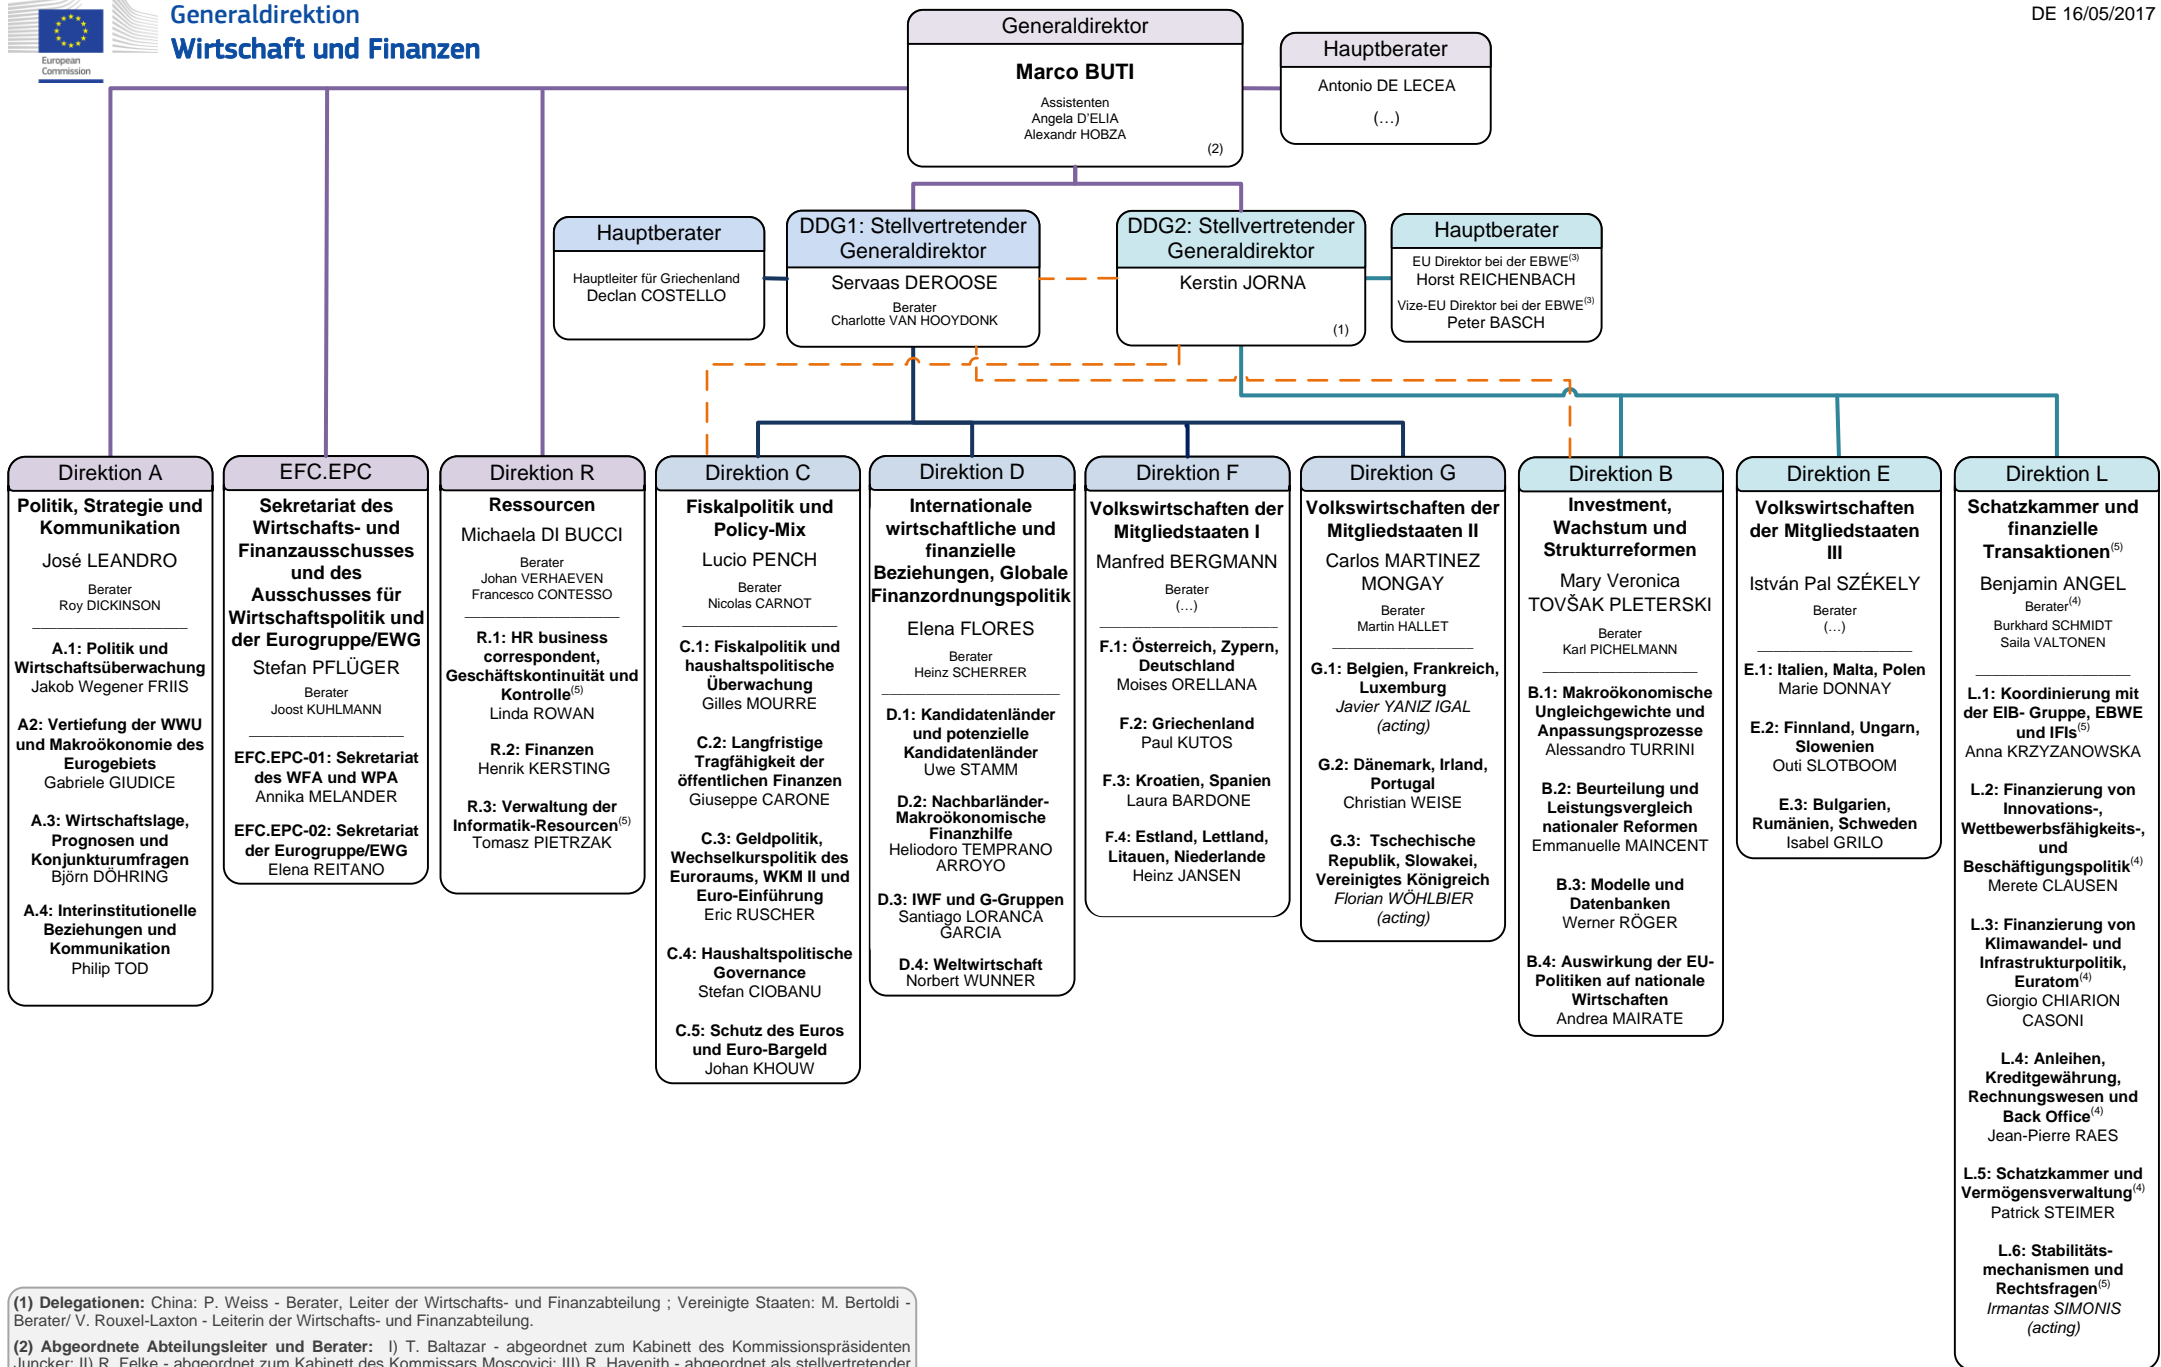 European
Commission
Generaldirektion
Wirtschaft und Finanzen
DE 16/05/2017
Generaldirektor
Marco BUTI
Assistenten
Angela D'ELIA
Alexandr HOBZA
(2)
Hauptberater
Antonio DE LECEA
(…)
Hauptberater
Hauptleiter für Griechenland
Declan COSTELLO
DDG1: Stellvertretender
Generaldirektor
Servaas DEROOSE
Berater
Charlotte VAN HOOYDONK
DDG2: Stellvertretender
Generaldirektor
Kerstin JORNA
(1)
Hauptberater
EU Direktor bei der EBWE(3)
Horst REICHENBACH
Vize-EU Direktor bei der EBWE(3)
Peter BASCH
Direktion A
Politik, Strategie und
Kommunikation
José LEANDRO
Berater
Roy DICKINSON
A.1: Politik und
Wirtschaftsüberwachung
Jakob Wegener FRIIS
A2: Vertiefung der WWU
und Makroökonomie des
Eurogebiets
Gabriele GIUDICE
A.3: Wirtschaftslage,
Prognosen und
Konjunkturumfragen
Björn DÖHRING
A.4: Interinstitutionelle
Beziehungen und
Kommunikation
Philip TOD
EFC.EPC
Sekretariat des
Wirtschafts- und
Finanzausschusses
und des
Ausschusses für
Wirtschaftspolitik und
der Eurogruppe/EWG
Stefan PFLÜGER
Berater
Joost KUHLMANN
EFC.EPC-01: Sekretariat
des WFA und WPA
Annika MELANDER
EFC.EPC-02: Sekretariat
der Eurogruppe/EWG
Elena REITANO
Direktion R
Ressourcen
Michaela DI BUCCI
Berater
Johan VERHAEVEN
Francesco CONTESSO
R.1: HR business
correspondent,
Geschäftskontinuität und
Kontrolle(5)
Linda ROWAN
R.2: Finanzen
Henrik KERSTING
R.3: Verwaltung der
Informatik-Resourcen(5)
Tomasz PIETRZAK
Direktion C
Fiskalpolitik und
Policy-Mix
Lucio PENCH
Berater
Nicolas CARNOT
C.1: Fiskalpolitik und
haushaltspolitische
Überwachung
Gilles MOURRE
C.2: Langfristige
Tragfähigkeit der
öffentlichen Finanzen
Giuseppe CARONE
C.3: Geldpolitik,
Wechselkurspolitik des
Euroraums, WKM II und
Euro-Einführung
Eric RUSCHER
C.4: Haushaltspolitische
Governance
Stefan CIOBANU
C.5: Schutz des Euros
und Euro-Bargeld
Johan KHOUW
Direktion D
Internationale
wirtschaftliche und
finanzielle
Beziehungen, Globale
Finanzordnungspolitik
Elena FLORES
Berater
Heinz SCHERRER
D.1: Kandidatenländer
und potenzielle
Kandidatenländer
Uwe STAMM
D.2: Nachbarländer-
Makroökonomische
Finanzhilfe
Heliodoro TEMPRANO
ARROYO
D.3: IWF und G-Gruppen
Santiago LORANCA
GARCIA
D.4: Weltwirtschaft
Norbert WUNNER
Direktion F
Volkswirtschaften der
Mitgliedstaaten I
Manfred BERGMANN
Berater
(…)
F.1: Österreich, Zypern,
Deutschland
Moises ORELLANA
F.2: Griechenland
Paul KUTOS
F.3: Kroatien, Spanien
Laura BARDONE
F.4: Estland, Lettland,
Litauen, Niederlande
Heinz JANSEN
Direktion G
Volkswirtschaften der
Mitgliedstaaten II
Carlos MARTINEZ
MONGAY
Berater
Martin HALLET
G.1: Belgien, Frankreich,
Luxemburg
Javier YANIZ IGAL
(acting)
G.2: Dänemark, Irland,
Portugal
Christian WEISE
G.3: Tschechische
Republik, Slowakei,
Vereinigtes Königreich
Florian WÖHLBIER
(acting)
Direktion B
Investment,
Wachstum und
Strukturreformen
Mary Veronica
TOVŠAK PLETERSKI
Berater
Karl PICHELMANN
B.1: Makroökonomische
Ungleichgewichte und
Anpassungsprozesse
Alessandro TURRINI
B.2: Beurteilung und
Leistungsvergleich
nationaler Reformen
Emmanuelle MAINCENT
B.3: Modelle und
Datenbanken
Werner RÖGER
B.4: Auswirkung der EU-
Politiken auf nationale
Wirtschaften
Andrea MAIRATE
Direktion E
Volkswirtschaften
der Mitgliedstaaten
III
István Pal SZÉKELY
Berater
(…)
E.1: Italien, Malta, Polen
Marie DONNAY
E.2: Finnland, Ungarn,
Slowenien
Outi SLOTBOOM
E.3: Bulgarien,
Rumänien, Schweden
Isabel GRILO
Direktion L
Schatzkammer und
finanzielle
Transaktionen(5)
Benjamin ANGEL
Berater(4)
Burkhard SCHMIDT
Saila VALTONEN
L.1: Koordinierung mit
der EIB- Gruppe, EBWE
und IFIs(5)
Anna KRZYZANOWSKA
L.2: Finanzierung von
Innovations-,
Wettbewerbsfähigkeits-,
und
Beschäftigungspolitik(4)
Merete CLAUSEN
L.3: Finanzierung von
Klimawandel- und
Infrastrukturpolitik,
Euratom(4)
Giorgio CHIARION
CASONI
L.4: Anleihen,
Kreditgewährung,
Rechnungswesen und
Back Office(4)
Jean-Pierre RAES
L.5: Schatzkammer und
Vermögensverwaltung(4)
Patrick STEIMER
L.6: Stabilitäts-
mechanismen und
Rechtsfragen(5)
Irmantas SIMONIS
(acting)
(1) Delegationen: China: P. Weiss - Berater, Leiter der Wirtschafts- und Finanzabteilung ; Vereinigte Staaten: M. Bertoldi -
Berater/ V. Rouxel-Laxton - Leiterin der Wirtschafts- und Finanzabteilung.
(2) Abgeordnete Abteilungsleiter und Berater: I) T. Baltazar - abgeordnet zum Kabinett des Kommissionspräsidenten
Juncker; II) R. Felke - abgeordnet zum Kabinett des Kommissars Moscovici; III) R. Havenith - abgeordnet als stellvertretender